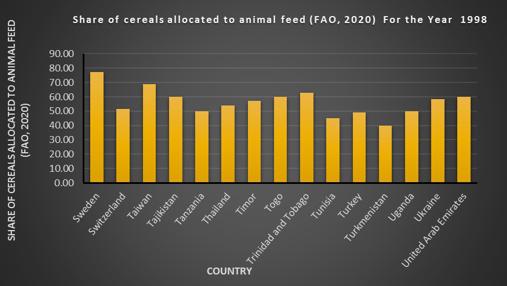 Share of cereals allocated to animal feed (FAO, 2020) For the Year 1998
SHARE OF CEREALS ALLOCATED TO ANIMAL FEED
(FAO, 2020)
90.00
80.00
70.00
60.00
50.00
40.00
30.00
20.00
10.00
0.00
Sweden
Switzerland
Taiwan
Tajikistan
Tanzania
Thailand
Timor
Togo
Trinidad and Tobago
Tunisia
Turkey
Turkmenistan
Uganda
Ukraine
United Arab Emirates
COUNTRY